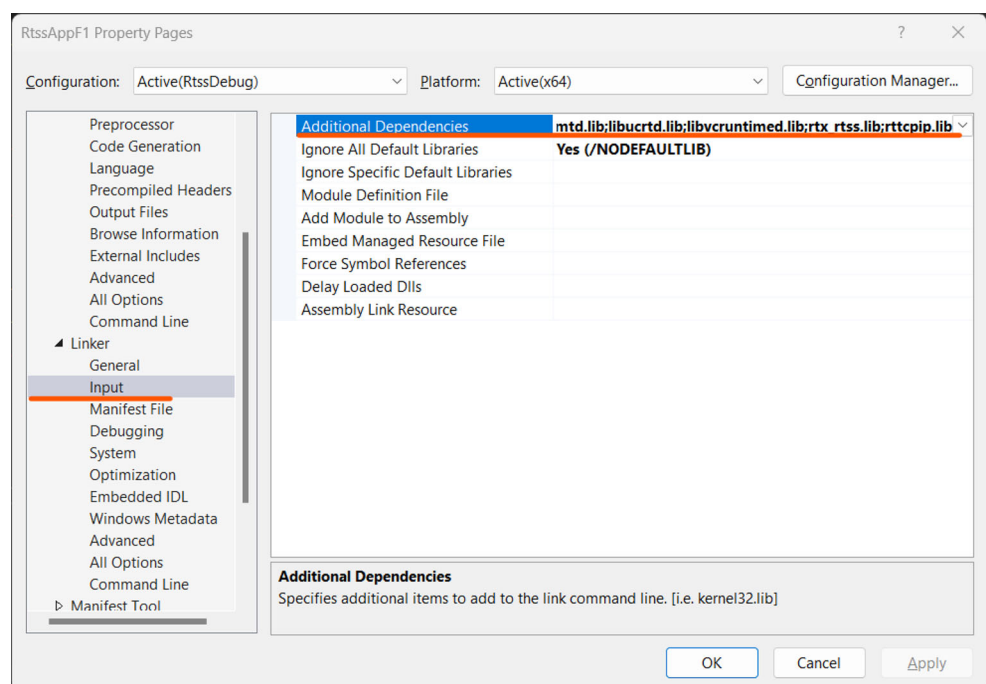 RtssAppF1 Property Pages ? ×
Configuration: Active(RtssDebug) Platform: Active(x64) Configuration Manager...
Preprocessor
Code Generation
Language
Precompiled Headers
Output Files
Browse Information
External Includes
Advanced
All Options
Command Line
Linker
General
Input
Manifest File
Debugging
System
Optimization
Embedded IDL
Windows Metadata
Advanced
All Options
Command Line
Manifest Tool
Additional Dependencies mtd.lib;libucrtd.lib;libvcruntimed.lib;rtx_rtss.lib;rttcpip.lib
Ignore All Default Libraries Yes (/NODEFAULTLIB)
Ignore Specific Default Libraries
Module Definition File
Add Module to Assembly
Embed Managed Resource File
Force Symbol References
Delay Loaded Dlls
Assembly Link Resource
Additional Dependencies
Specifies additional items to add to the link command line. [i.e. kernel32.lib]
OK Cancel Apply